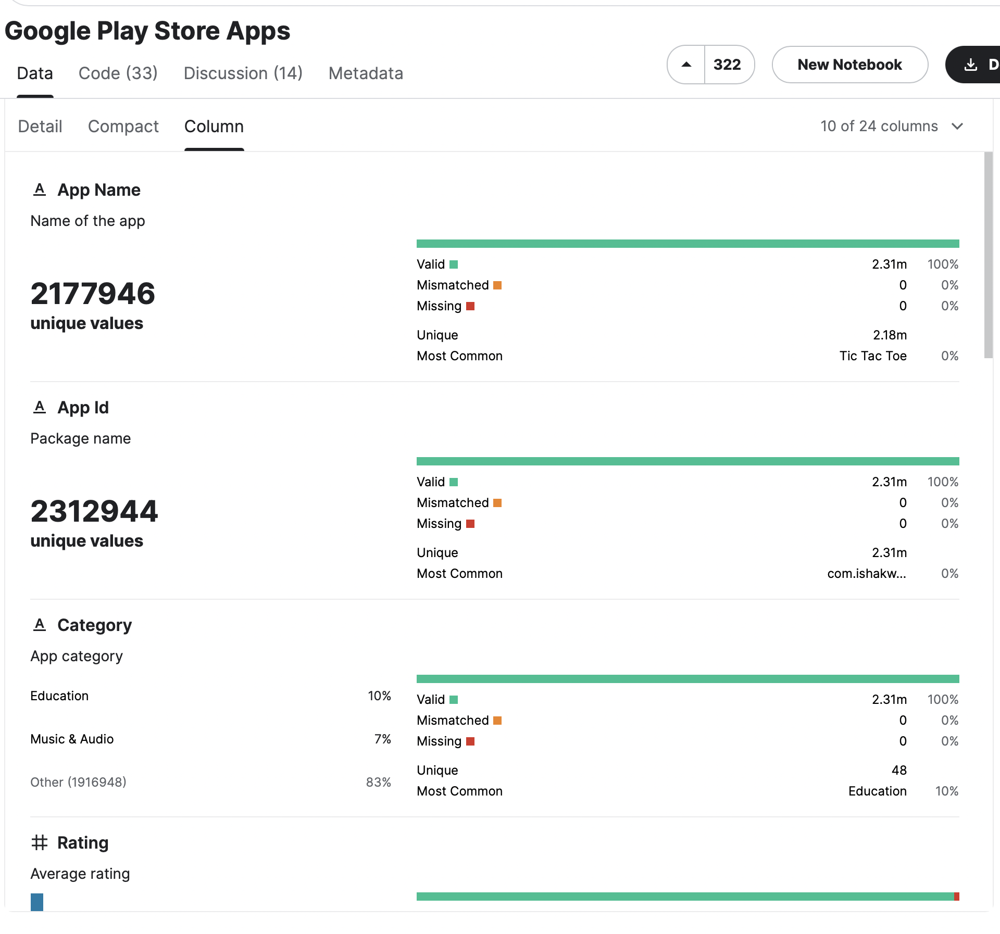 Google Play Store Apps
Data Code (33) Discussion (14) Metadata
322 New Notebook D
Detail Compact Column 10 of 24 columns
A App Name
Name of the app
2177946
unique values
Valid 2.31m 100%
Mismatched 0 0%
Missing 0 0%
Unique 2.18m
Most Common Tic Tac Toe 0%
A App Id
Package name
2312944
unique values
Valid 2.31m 100%
Mismatched 0 0%
Missing 0 0%
Unique 2.31m
Most Common com.ishakw... 0%
A Category
App category
Education 10%
Music & Audio 7%
Other (1916948) 83%
Valid 2.31m 100%
Mismatched 0 0%
Missing 0 0%
Unique 48
Most Common Education 10%
# Rating
Average rating